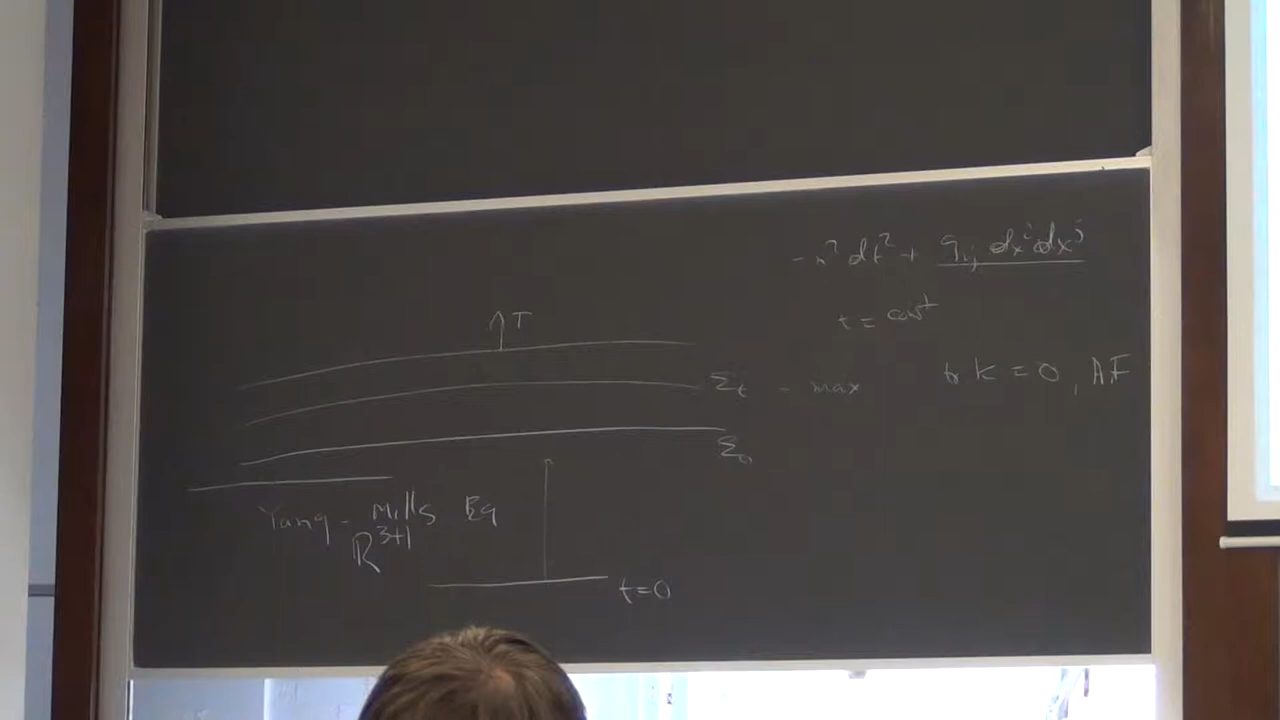 -n² dt² + g_ij dx^i dx^j
t = const
tr k = 0, AF
↑ T
Σ_t - max
Σ_0
Yang-Mills Eq
ℝ^{3+1}
t=0